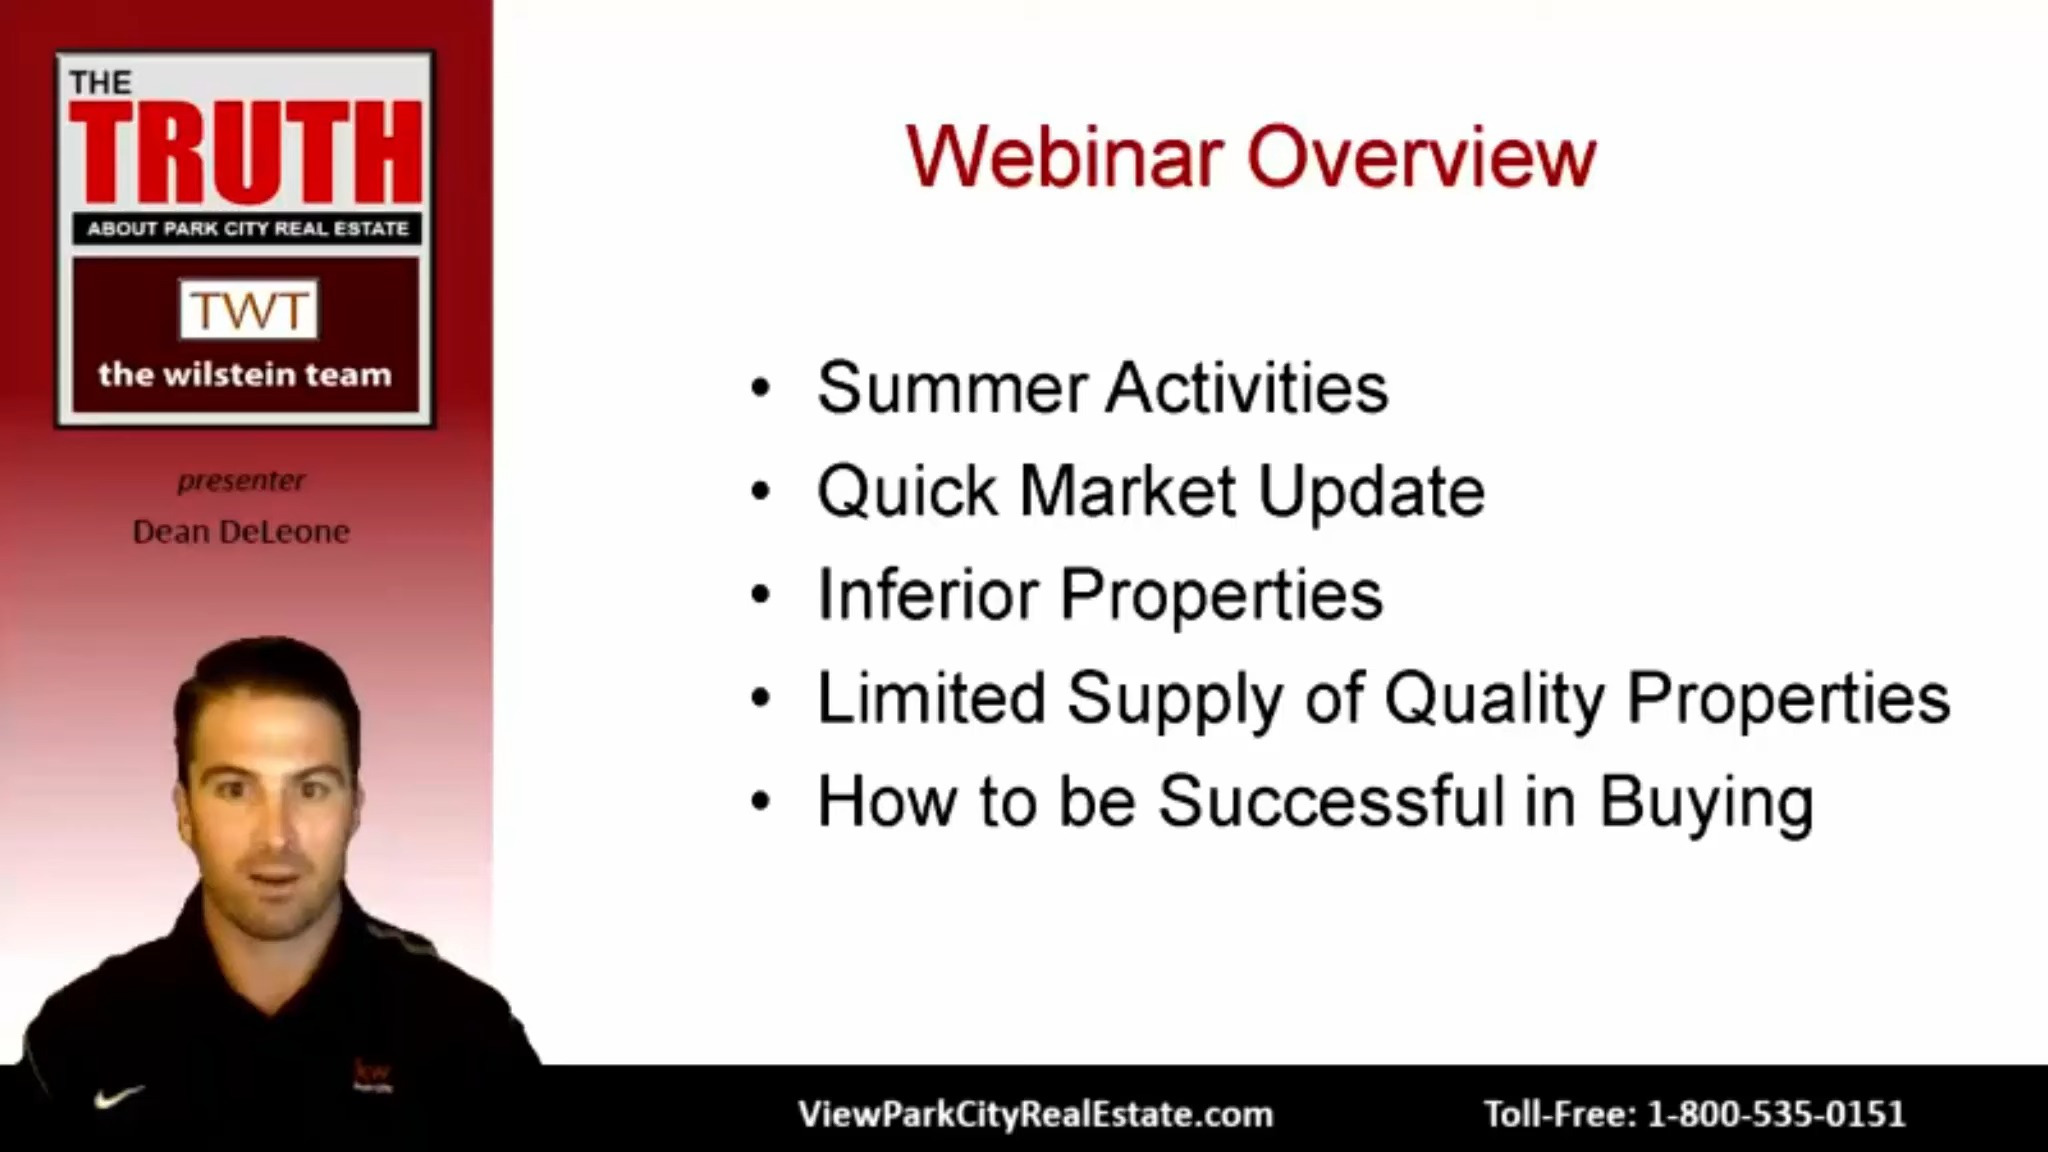 THE
TRUTH
ABOUT PARK CITY REAL ESTATE
TWT
the wilstein team
presenter
Dean DeLeone
Webinar Overview
• Summer Activities
• Quick Market Update
• Inferior Properties
• Limited Supply of Quality Properties
• How to be Successful in Buying
kw
ViewParkCityRealEstate.com
Toll-Free: 1-800-535-0151